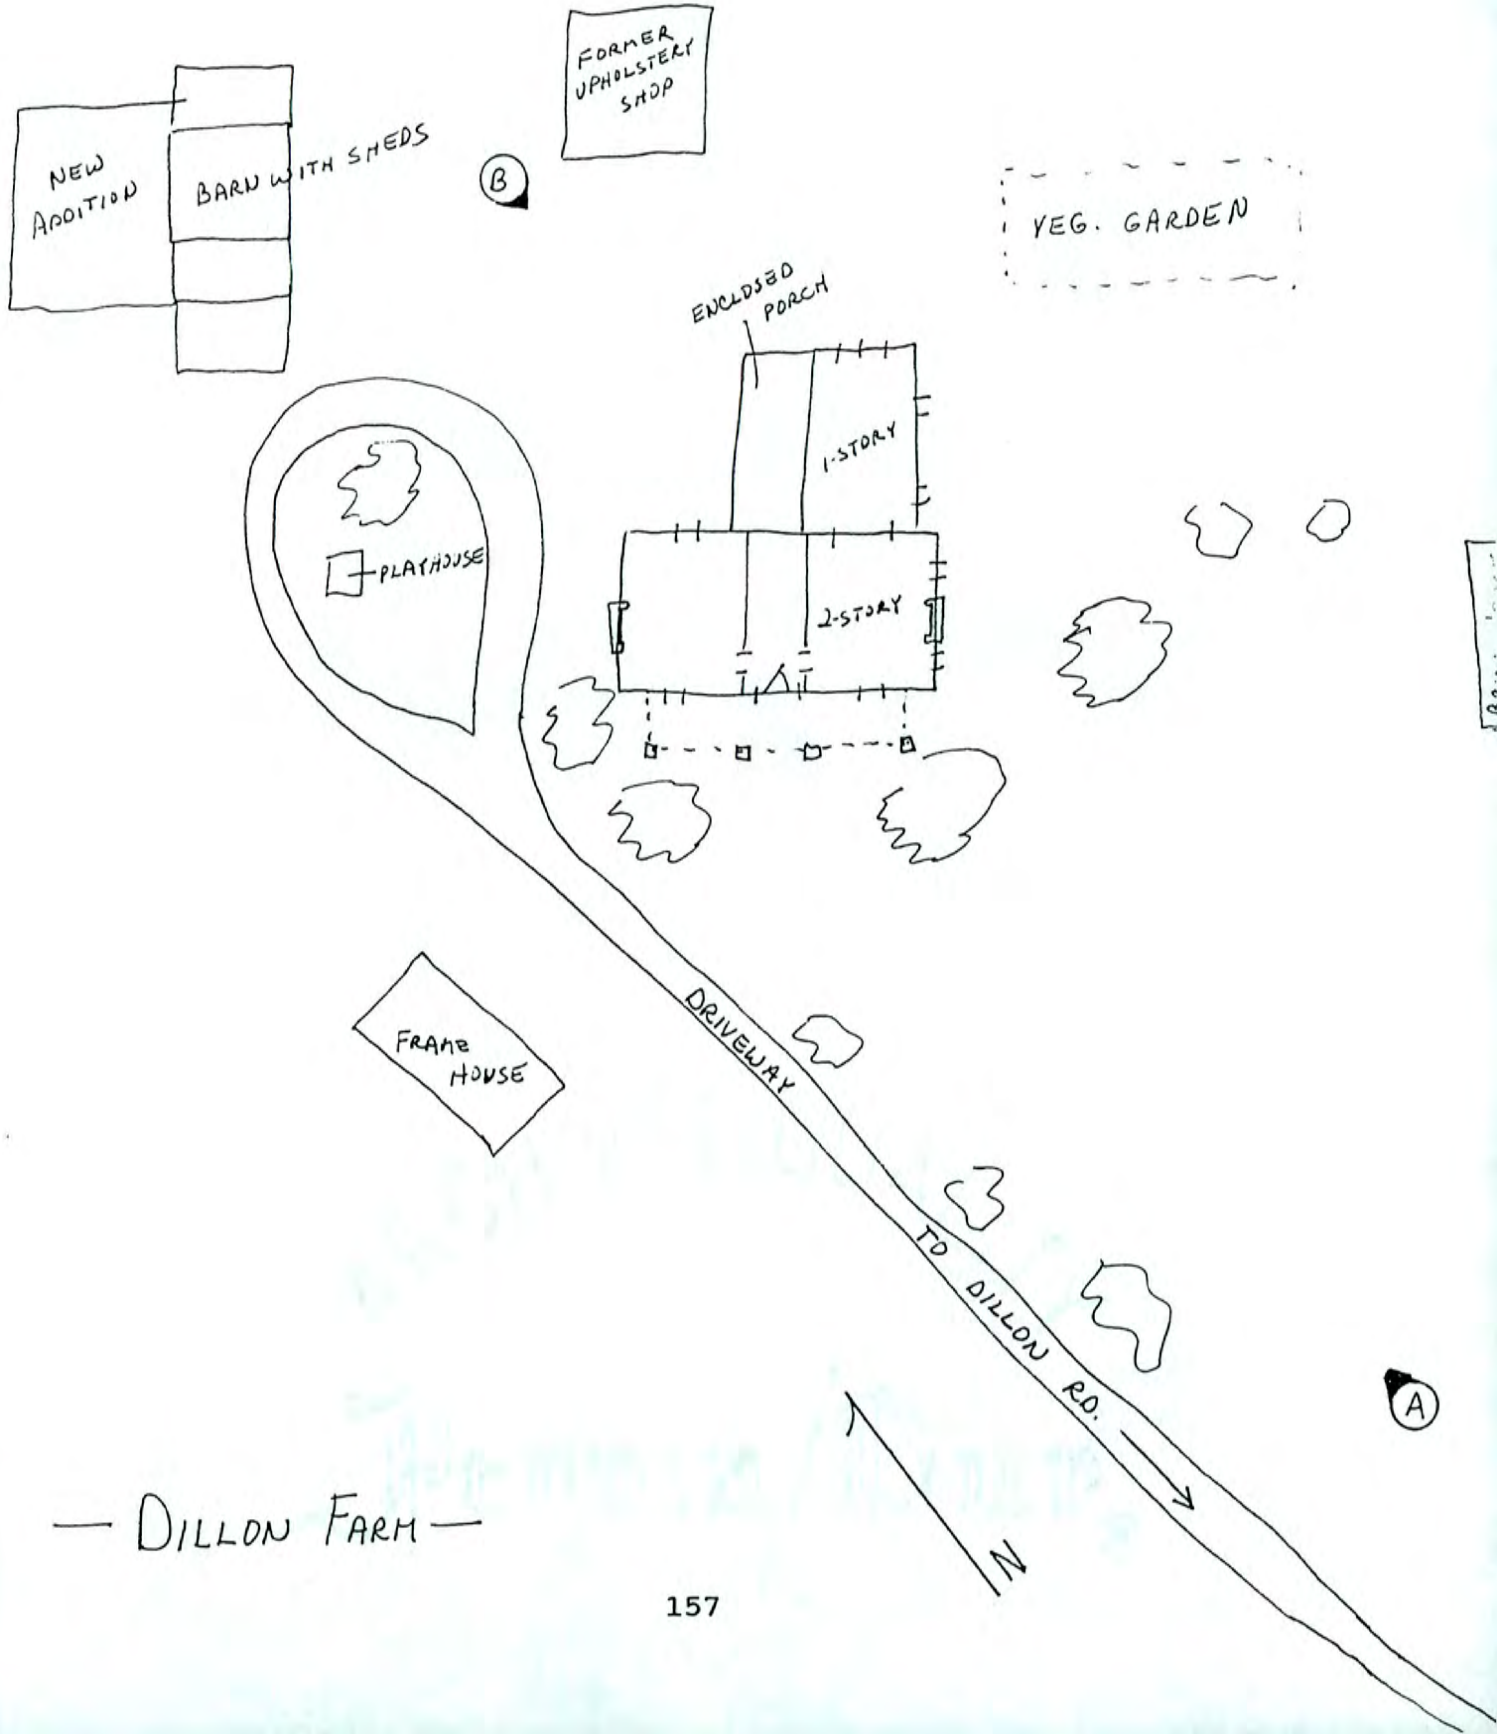 FORMER
UPHOLSTERY
SHOP
NEW
ADDITION
BARN WITH SHEDS
B
VEG. GARDEN
ENCLOSED
PORCH
1-STORY
PLAYHOUSE
2-STORY
FRAME
HOUSE
DRIVEWAY
TO DILLON RD.
A
N
— DILLON FARM —
157